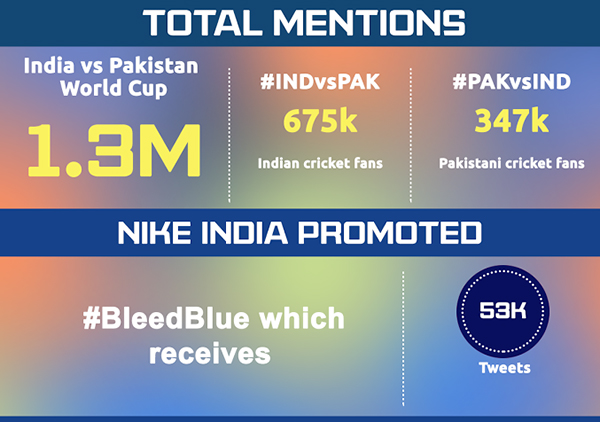 TOTAL MENTIONS
India vs Pakistan
World Cup
1.3M
#INDvsPAK
675k
Indian cricket fans
#PAKvsIND
347k
Pakistani cricket fans
NIKE INDIA PROMOTED
#BleedBlue which
receives
53K
Tweets